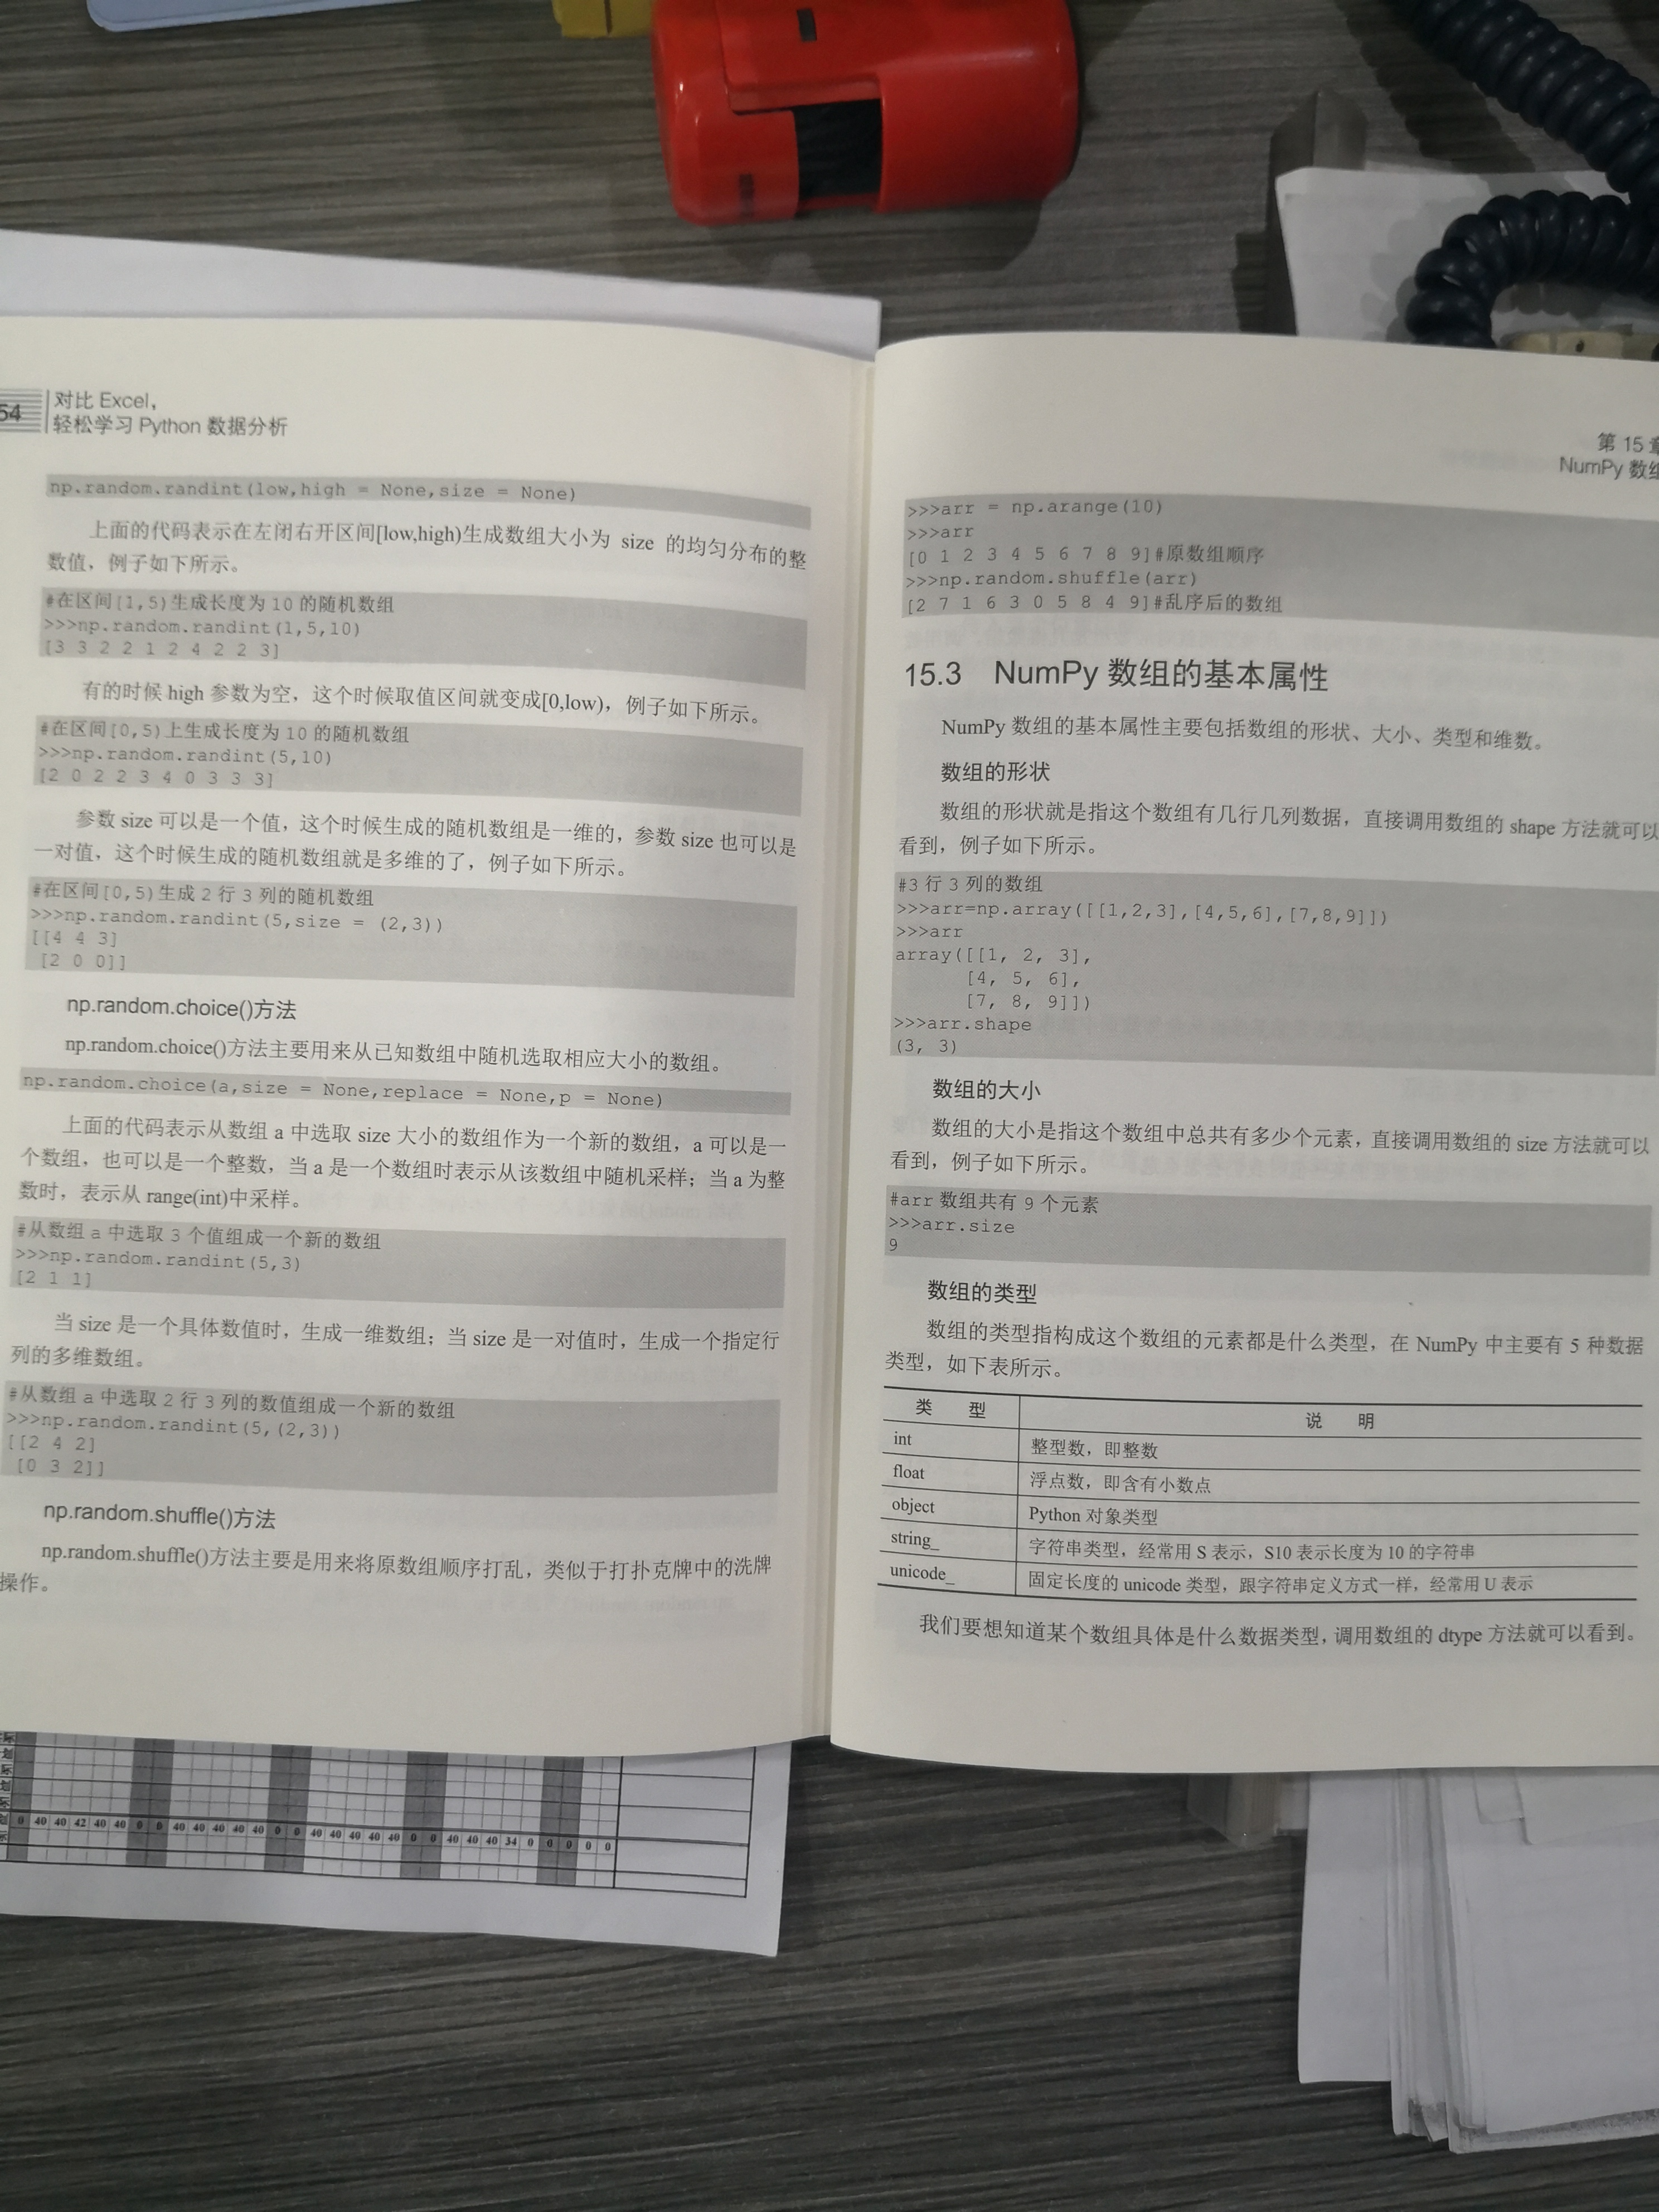 54
对比 Excel，
轻松学习 Python 数据分析
np.random.randint(low,high = None,size = None)
上面的代码表示在左闭右开区间[low,high)生成数组大小为 size 的均匀分布的整
数值，例子如下所示。
#在区间[1,5)生成长度为 10 的随机数组
>>>np.random.randint(1,5,10)
[3 3 2 2 1 2 4 2 2 3]
有的时候 high 参数为空，这个时候取值区间就变成[0,low)，例子如下所示。
#在区间[0,5)上生成长度为 10 的随机数组
>>>np.random.randint(5,10)
[2 0 2 2 3 4 0 3 3 3]
参数 size 可以是一个值，这个时候生成的随机数组是一维的，参数 size 也可以是
一对值，这个时候生成的随机数组就是多维的了，例子如下所示。
#在区间[0,5)生成 2 行 3 列的随机数组
>>>np.random.randint(5,size = (2,3))
[[4 4 3]
[2 0 0]]
np.random.choice()方法
np.random.choice()方法主要用来从已知数组中随机选取相应大小的数组。
np.random.choice(a,size = None,replace = None,p = None)
上面的代码表示从数组 a 中选取 size 大小的数组作为一个新的数组，a 可以是一
个数组，也可以是一个整数，当 a 是一个数组时表示从该数组中随机采样；当 a 为整
数时，表示从 range(int)中采样。
#从数组 a 中选取 3 个值组成一个新的数组
>>>np.random.randint(5,3)
[2 1 1]
当 size 是一个具体数值时，生成一维数组；当 size 是一对值时，生成一个指定行
列的多维数组。
#从数组 a 中选取 2 行 3 列的数值组成一个新的数组
>>>np.random.randint(5,(2,3))
[[2 4 2]
[0 3 2]]
np.random.shuffle()方法
np.random.shuffle()方法主要是用来将原数组顺序打乱，类似于打扑克牌中的洗牌
操作。
第 15 章
NumPy 数组
>>>arr = np.arange(10)
>>>arr
[0 1 2 3 4 5 6 7 8 9]#原数组顺序
>>>np.random.shuffle(arr)
[2 7 1 6 3 0 5 8 4 9]#乱序后的数组
15.3 NumPy 数组的基本属性
NumPy 数组的基本属性主要包括数组的形状、大小、类型和维数。
数组的形状
数组的形状就是指这个数组有几行几列数据，直接调用数组的 shape 方法就可以
看到，例子如下所示。
#3 行 3 列的数组
>>>arr=np.array([[1,2,3],[4,5,6],[7,8,9]])
>>>arr
array([[1, 2, 3],
[4, 5, 6],
[7, 8, 9]])
>>>arr.shape
(3, 3)
数组的大小
数组的大小是指这个数组中总共有多少个元素，直接调用数组的 size 方法就可以
看到，例子如下所示。
#arr 数组共有 9 个元素
>>>arr.size
9
数组的类型
数组的类型指构成这个数组的元素都是什么类型，在 NumPy 中主要有 5 种数据
类型，如下表所示。
类 型 说 明
int 整型数，即整数
float 浮点数，即含有小数点
object Python 对象类型
string_ 字符串类型，经常用 S 表示，S10 表示长度为 10 的字符串
unicode_ 固定长度的 unicode 类型，跟字符串定义方式一样，经常用 U 表示
我们要想知道某个数组具体是什么数据类型，调用数组的 dtype 方法就可以看到。
0 40 40 42 40 40 0 0 40 40 40 40 40 0 0 40 40 40 40 40 0 0 40 40 40 34 0 0 0 0 0